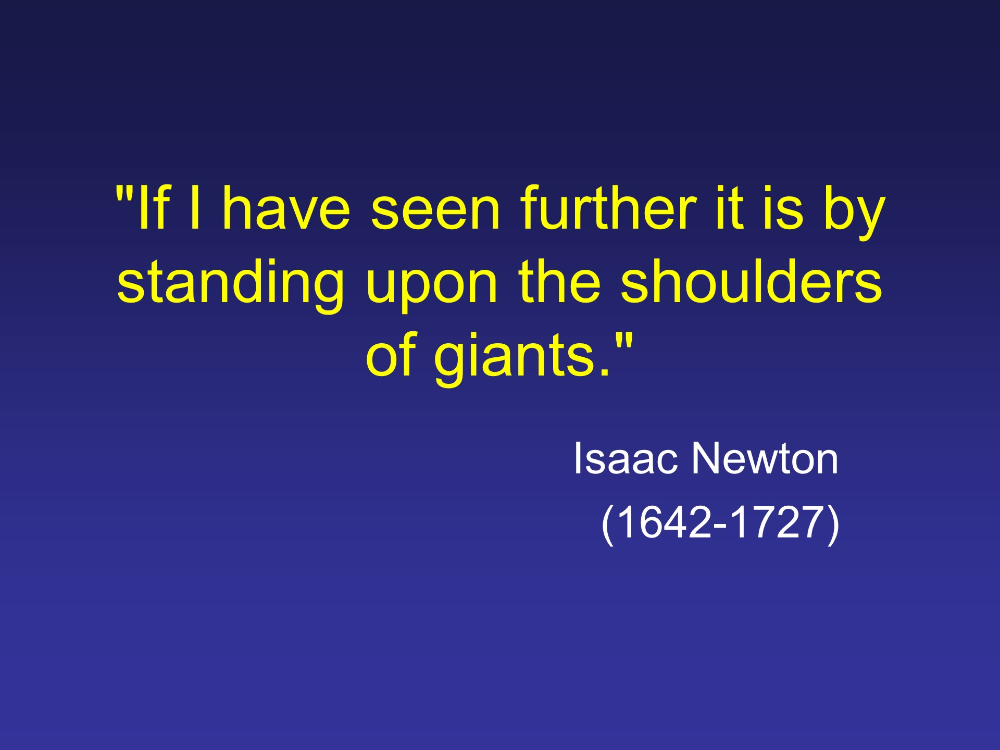 "If I have seen further it is by
standing upon the shoulders
of giants."
Isaac Newton
(1642-1727)